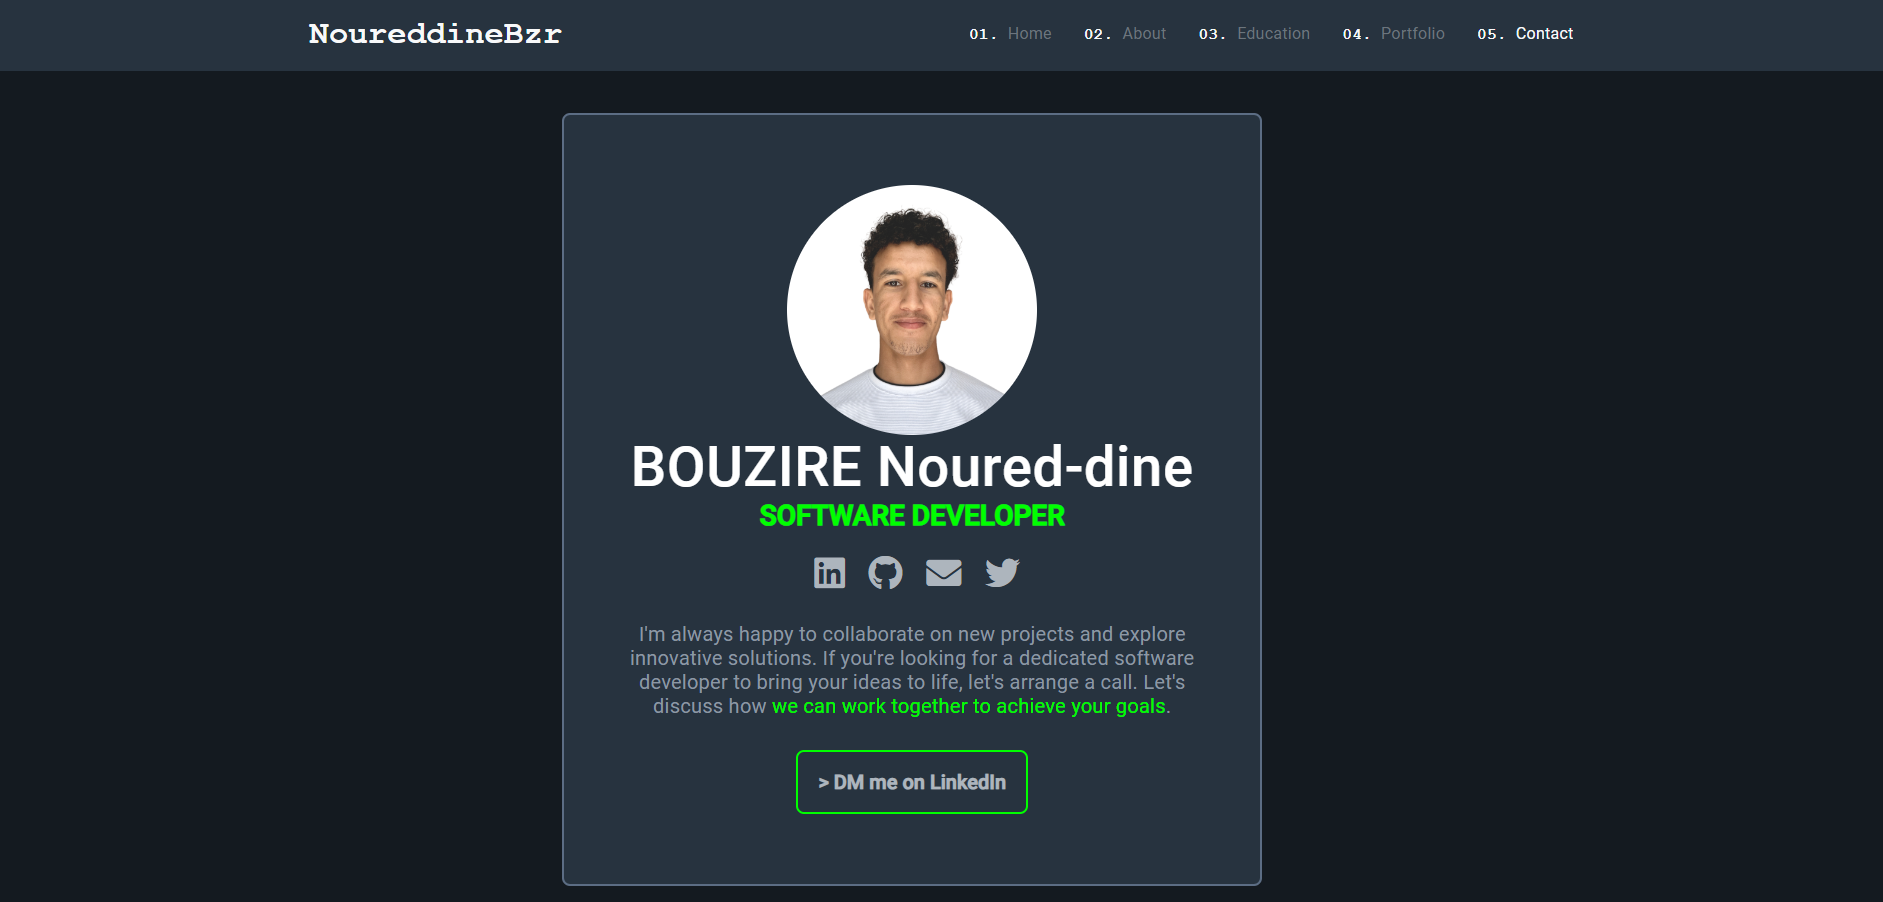 NoureddineBzr
01. Home 02. About 03. Education 04. Portfolio 05. Contact
BOUZIRE Noured-dine
SOFTWARE DEVELOPER
in
I'm always happy to collaborate on new projects and explore
innovative solutions. If you're looking for a dedicated software
developer to bring your ideas to life, let's arrange a call. Let's
discuss how we can work together to achieve your goals.
> DM me on LinkedIn